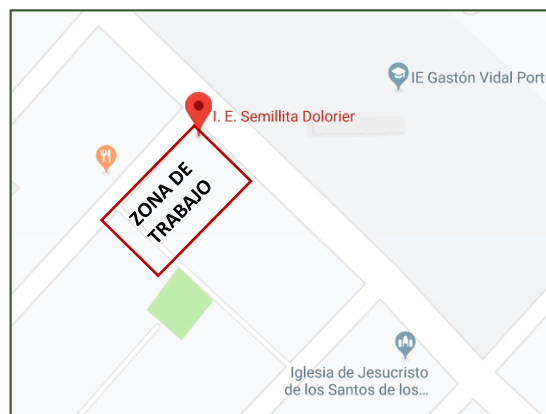 IE Gastón Vidal Port
I. E. Semillita Dolorier
ZONA DE
TRABAJO
Iglesia de Jesucristo
de los Santos de los...